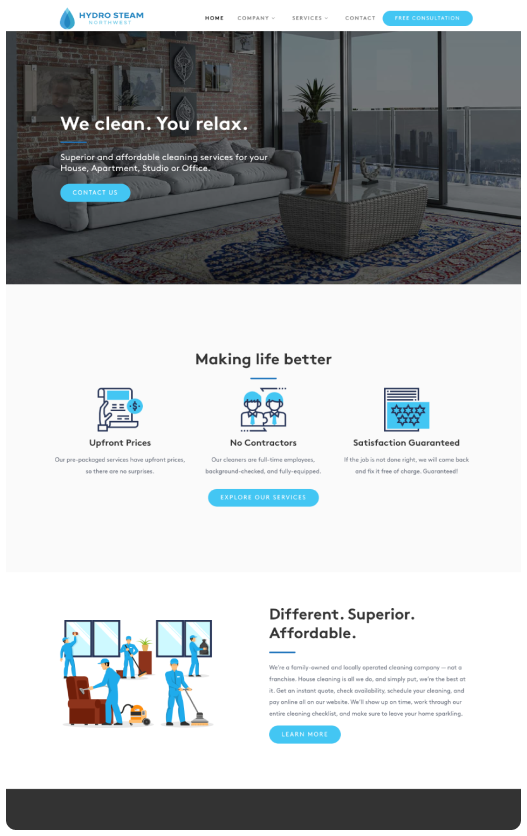 HYDRO STEAM
NORTHWEST
HOME COMPANY SERVICES CONTACT FREE CONSULTATION
We clean. You relax.
Superior and affordable cleaning services for your
House, Apartment, Studio or Office.
CONTACT US
Making life better
Upfront Prices
Our pre-packaged services have upfront prices,
so there are no surprises.
No Contractors
Our cleaners are full-time employees,
background-checked, and fully-equipped.
Satisfaction Guaranteed
If the job is not done right, we will come back
and fix it free of charge. Guaranteed!
EXPLORE OUR SERVICES
Different. Superior.
Affordable.
We're a family-owned and locally operated cleaning company – not a
franchise. House cleaning is all we do, and simply put, we're the best at
it. Get an instant quote, check availability, schedule your cleaning, and
pay online all on our website. We'll show up on time, work through our
entire cleaning checklist, and make sure to leave your home sparkling.
LEARN MORE